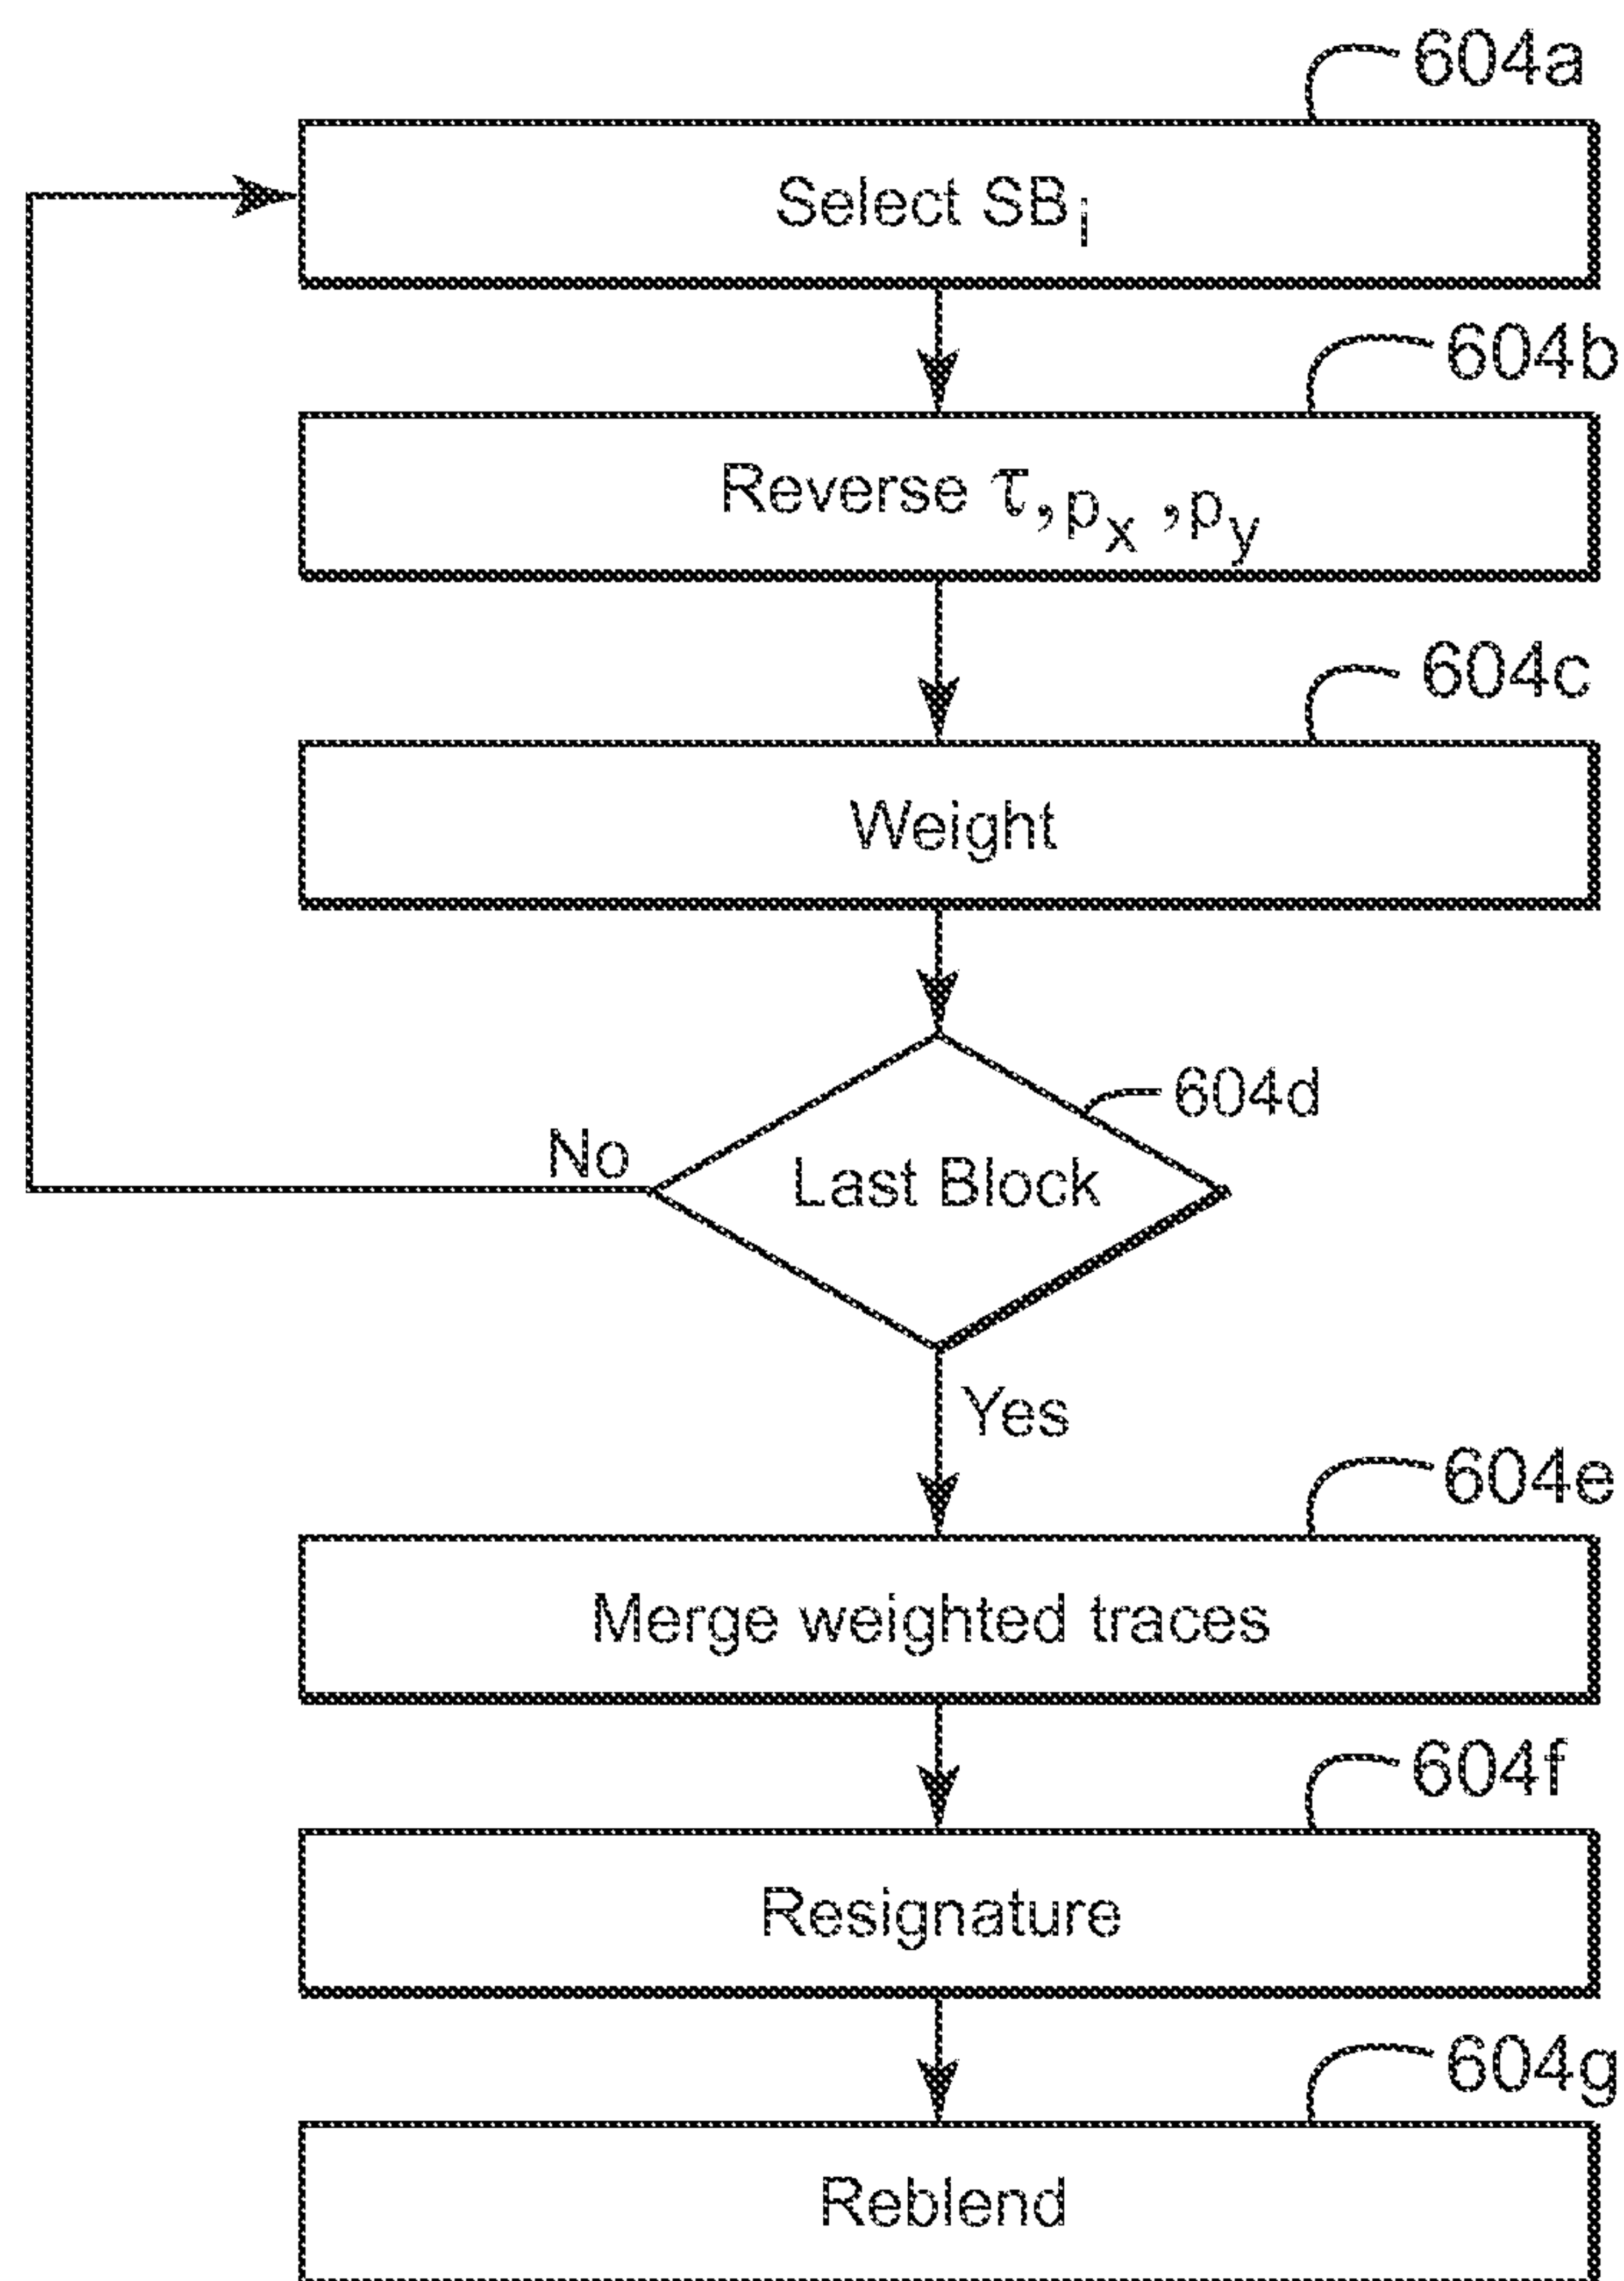 604a
Select SBi
604b
Reverse τ,px ,py
604c
Weight
604d
Last Block
No
Yes
604e
Merge weighted traces
604f
Resignature
604g
Reblend